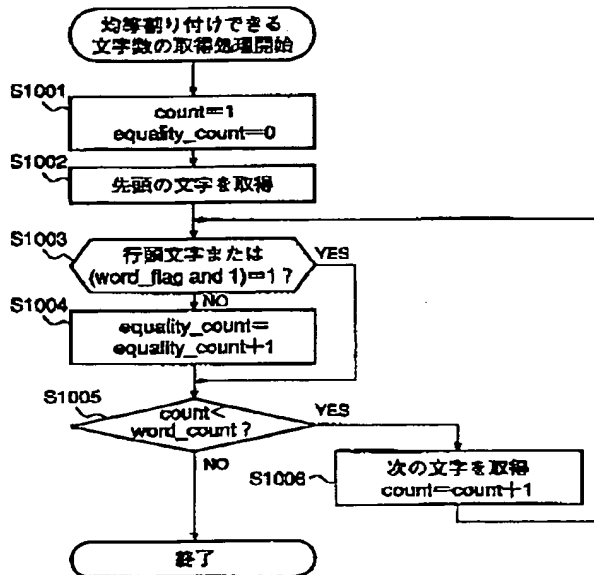 均等割り付けできる
文字数の取得処理開始
S1001
count=1
equality_count=0
S1002
先頭の文字を取得
S1003
行頭文字または
(word_flag and 1)=1?
YES
NO
S1004
equality_count=
equality_count+1
S1005
count<
word_count?
YES
NO
S1006
次の文字を取得
count=count+1
終了